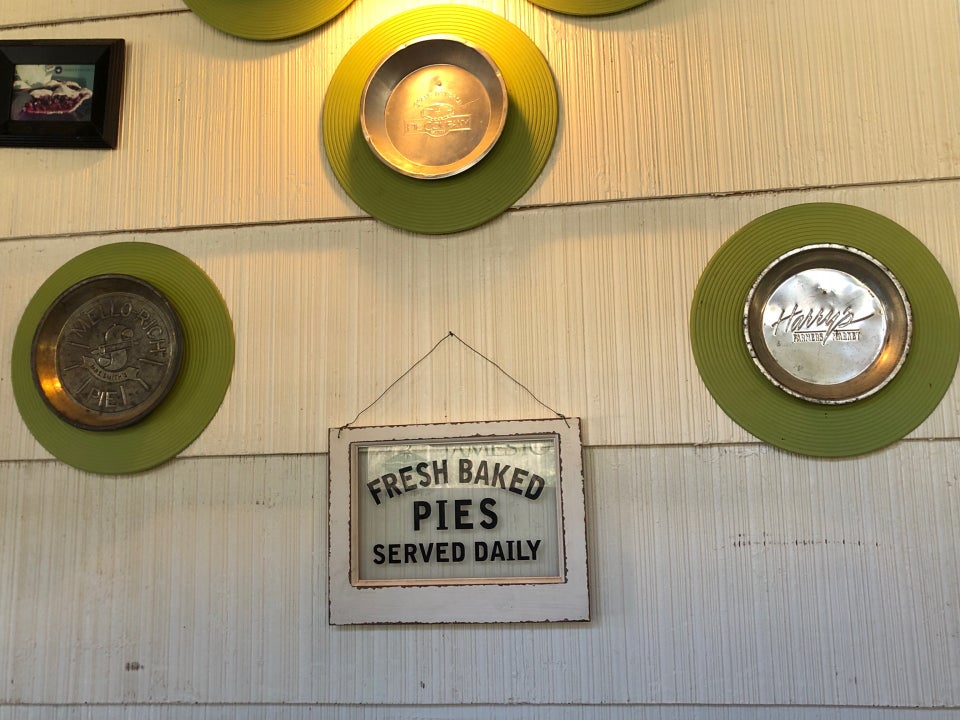 MELLO-RICH
PIE
Harry's
FARMERS MARKET
FRESH BAKED
PIES
SERVED DAILY